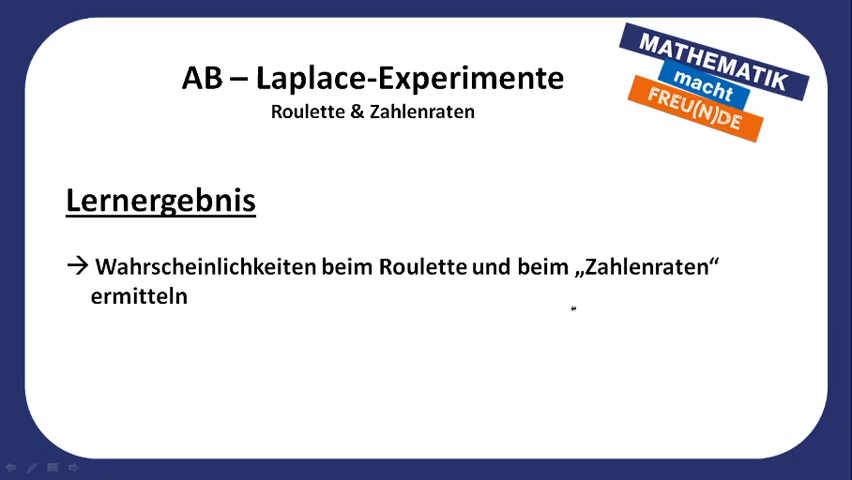 AB – Laplace-Experimente
Roulette & Zahlenraten
MATHEMATIK
macht
FREU(N)DE
Lernergebnis
→ Wahrscheinlichkeiten beim Roulette und beim „Zahlenraten“
ermitteln